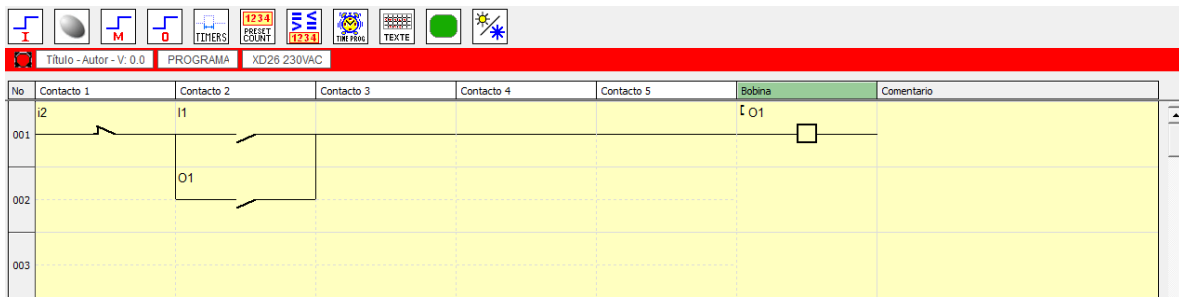 I M O TIMERS 1234 PRESET COUNT 1234 TIME PROG TEXTE
Título - Autor - V: 0.0 PROGRAMA XD26 230VAC
No Contacto 1 Contacto 2 Contacto 3 Contacto 4 Contacto 5 Bobina Comentario
i2 I1 [ O1
001
O1
002
003